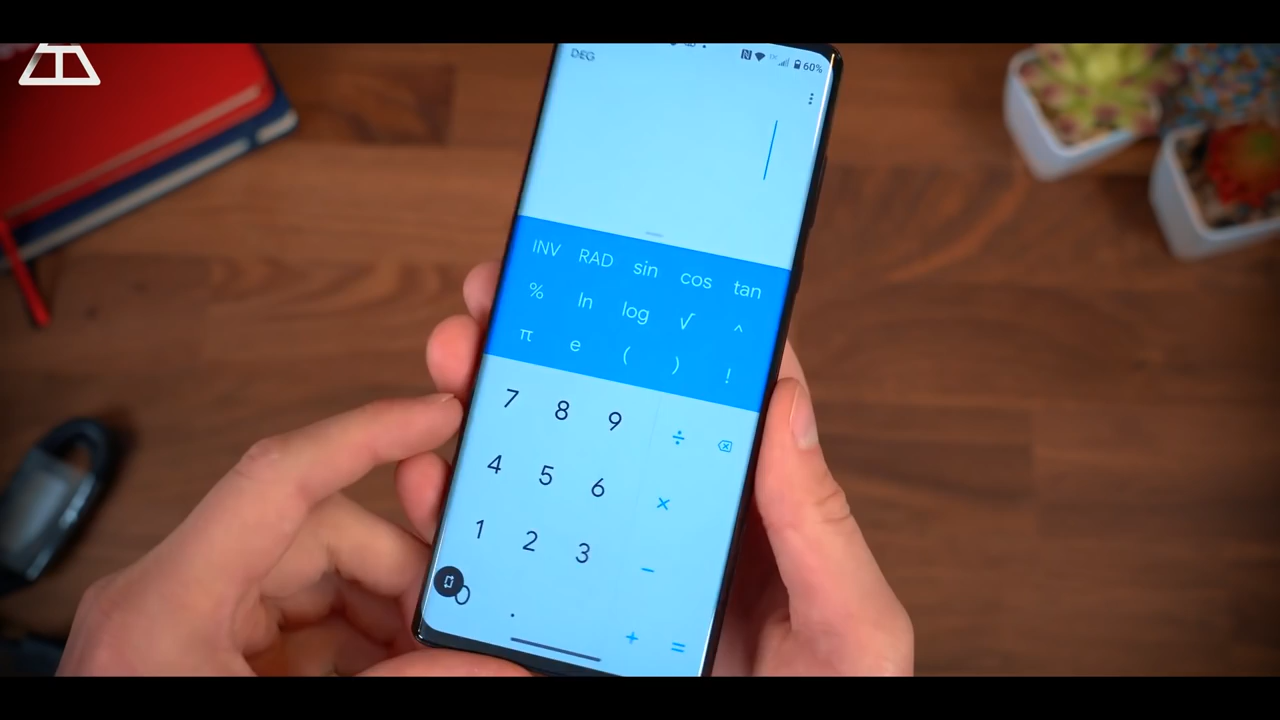 DEG 60%
INV RAD sin cos tan
% ln log √ ^
π e ( ) !
7 8 9 ÷
4 5 6 ×
1 2 3 −
0 . + =